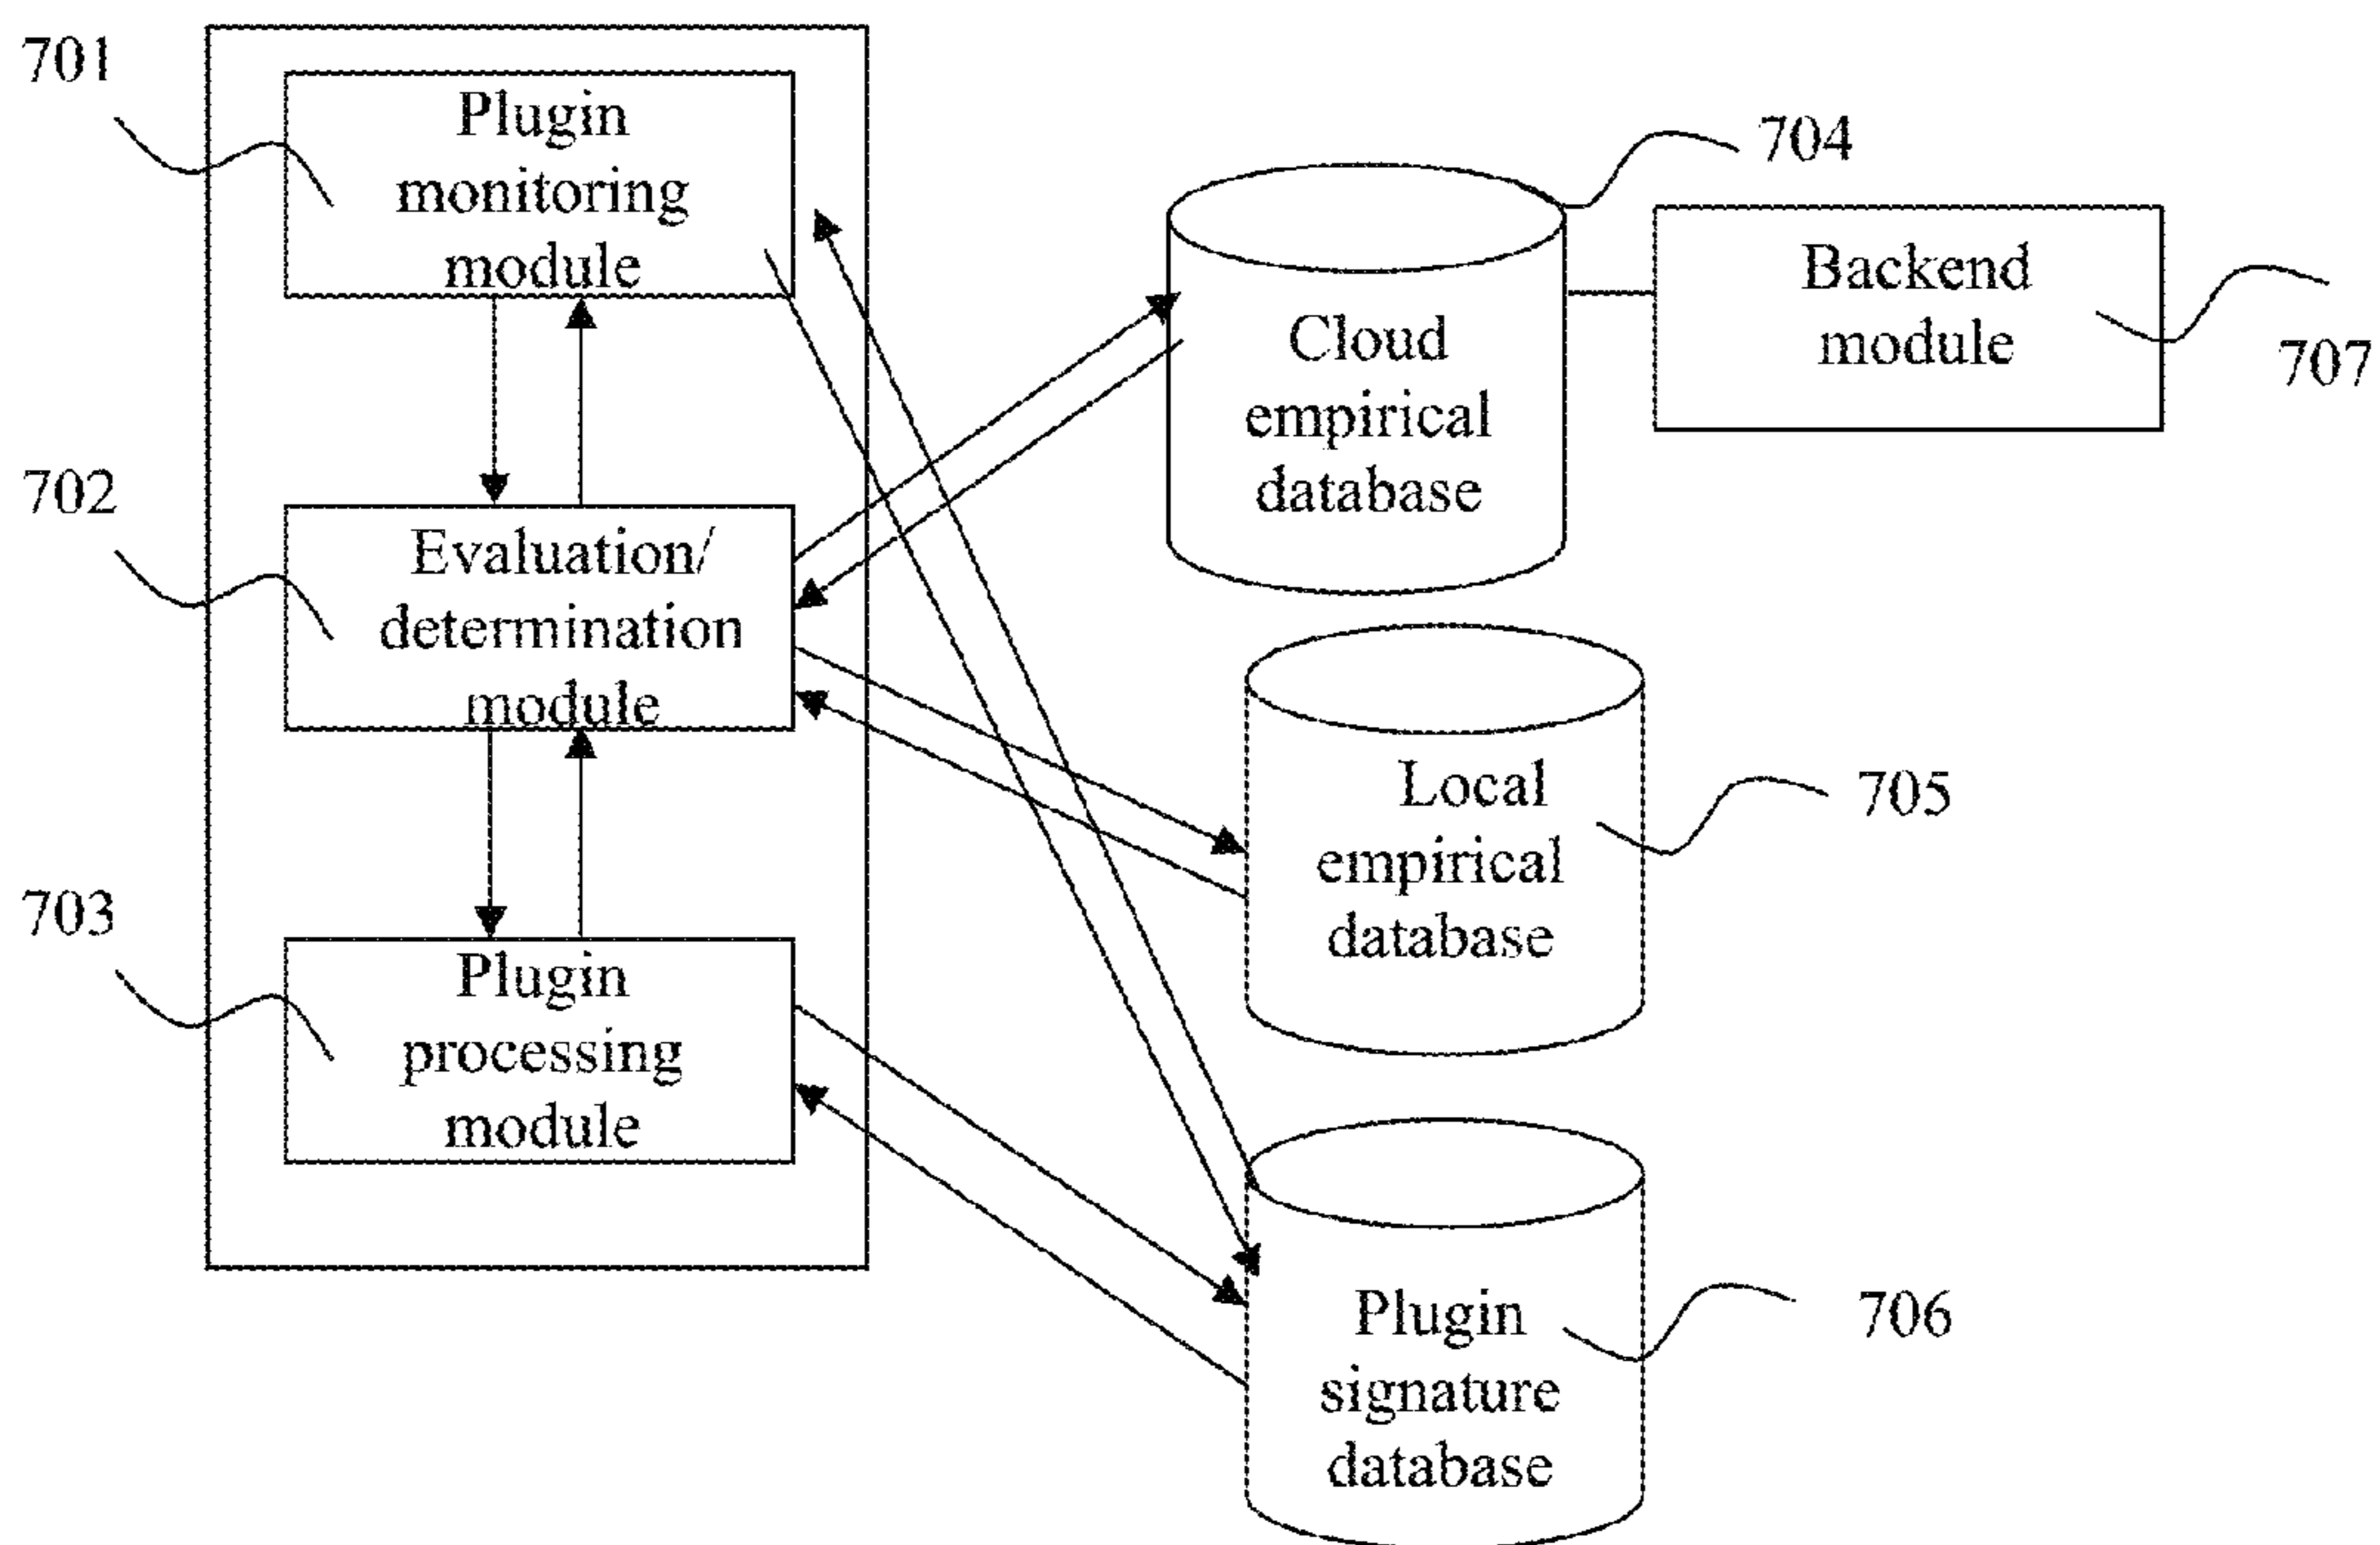 701
Plugin
monitoring
module
702
Evaluation/
determination
module
703
Plugin
processing
module
704
Cloud
empirical
database
Backend
module
707
Local
empirical
database
705
Plugin
signature
database
706